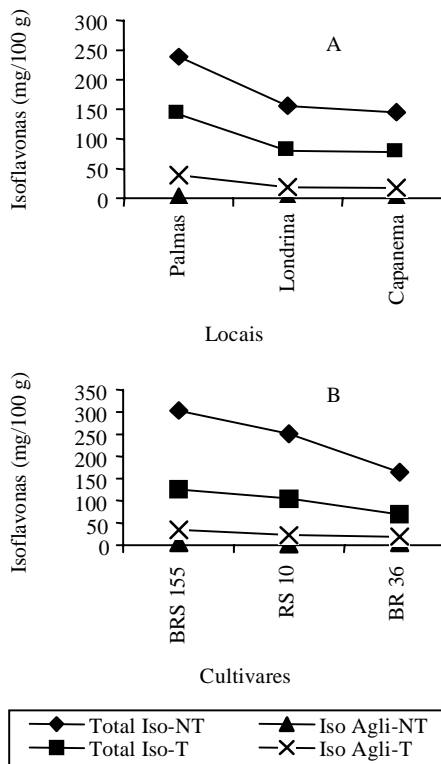 A
Isoflavonas (mg/100 g)
300
250
200
150
100
50
0
Palmas
Londrina
Capanema
Locais
B
Isoflavonas (mg/100 g)
350
300
250
200
150
100
50
0
BRS 155
RS 10
BR 36
Cultivares
Total Iso-NT
Iso Agli-NT
Total Iso-T
Iso Agli-T